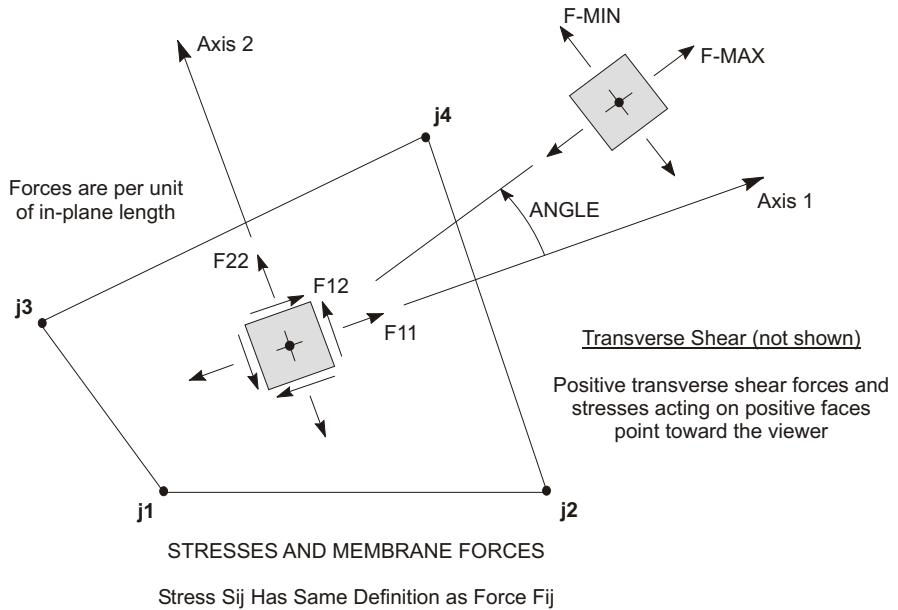 F-MIN
Axis 2
F-MAX
j4
Forces are per unit
of in-plane length
Axis 1
ANGLE
F22
F12
j3
F11
Transverse Shear (not shown)
Positive transverse shear forces and
stresses acting on positive faces
point toward the viewer
j1
j2
STRESSES AND MEMBRANE FORCES
Stress Sij Has Same Definition as Force Fij